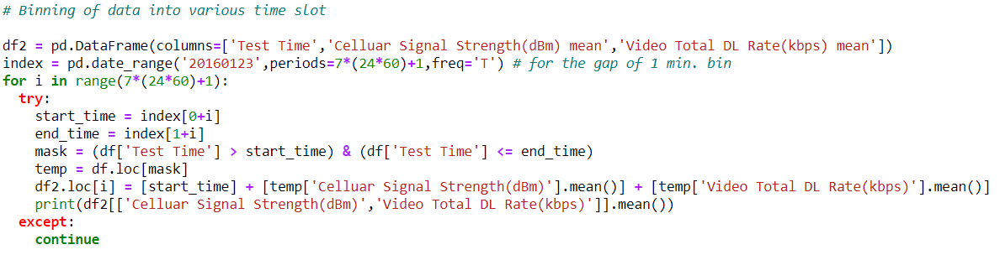 # Binning of data into various time slot
df2 = pd.DataFrame(columns=['Test Time','Celluar Signal Strength(dBm) mean','Video Total DL Rate(kbps) mean'])
index = pd.date_range('20160123',periods=7*(24*60)+1,freq='T') # for the gap of 1 min. bin
for i in range(7*(24*60)+1):
  try:
    start_time = index[0+i]
    end_time = index[1+i]
    mask = (df['Test Time'] > start_time) & (df['Test Time'] <= end_time)
    temp = df.loc[mask]
    df2.loc[i] = [start_time] + [temp['Celluar Signal Strength(dBm)'].mean()] + [temp['Video Total DL Rate(kbps)'].mean()]
    print(df2[['Celluar Signal Strength(dBm)','Video Total DL Rate(kbps)']].mean())
  except:
    continue